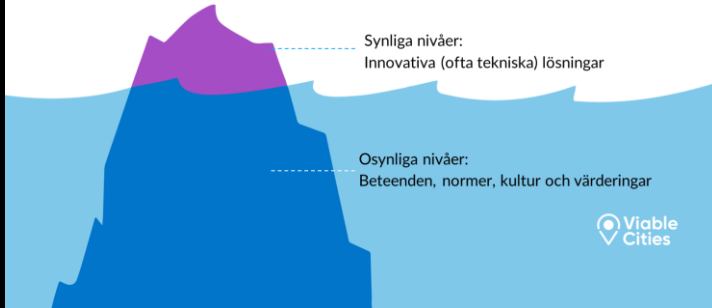 Synliga nivåer:
Innovativa (ofta tekniska) lösningar
Osynliga nivåer:
Beteenden, normer, kultur och värderingar
Viable
Cities